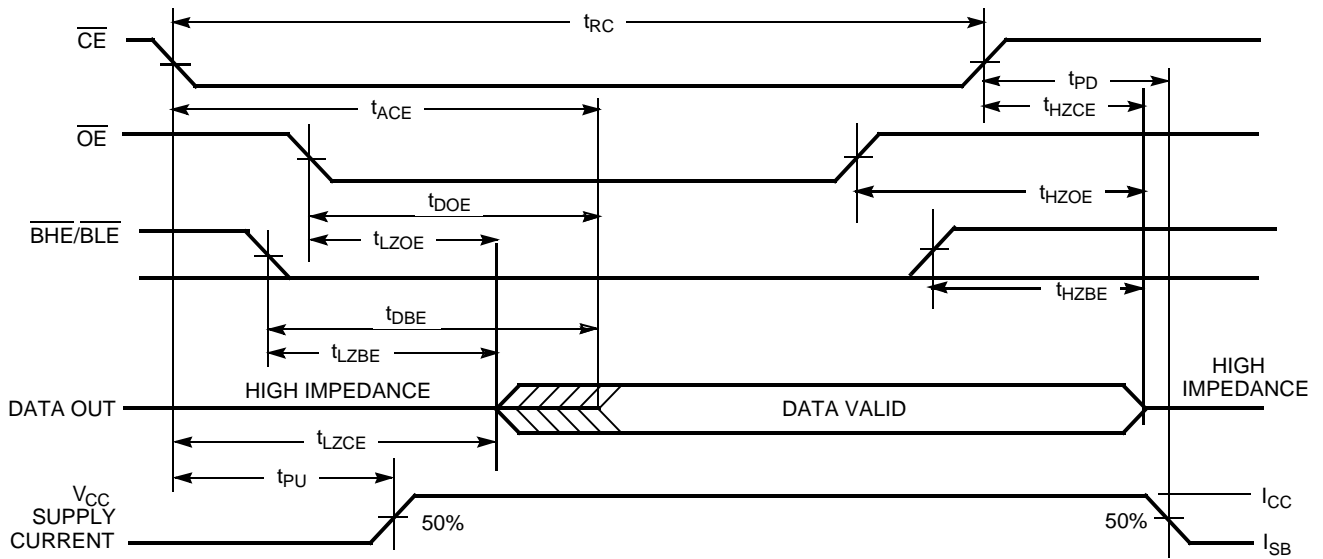 tRC
CE
tPD
tHZCE
tACE
OE
tHZOE
tDOE
BHE/BLE
tLZOE
tHZBE
tDBE
tLZBE
HIGH IMPEDANCE
HIGH
IMPEDANCE
DATA OUT
DATA VALID
tLZCE
tPU
VCC
SUPPLY
CURRENT
50%
50%
ICC
ISB